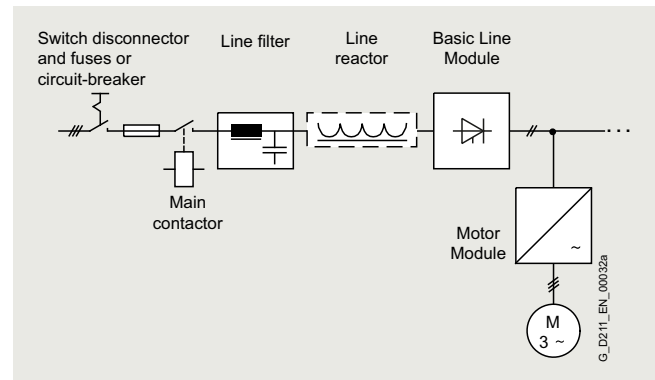 Switch disconnector
and fuses or
circuit-breaker
Line filter
Line
reactor
Basic Line
Module
Main
contactor
Motor
Module
~
M
3 ~
G_D211_EN_00032a